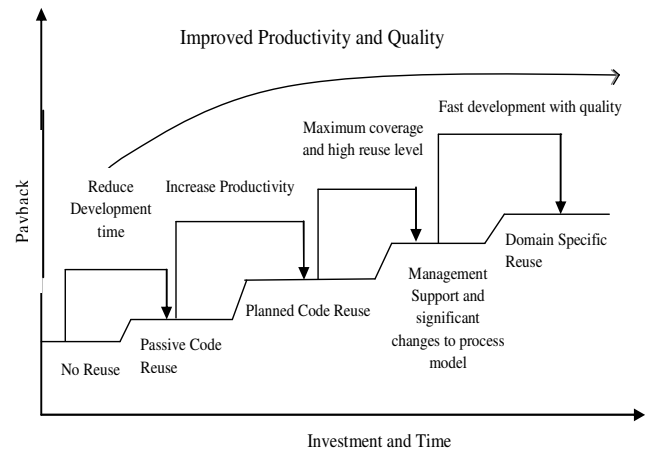 Improved Productivity and Quality
Fast development with quality
Maximum coverage
and high reuse level
Increase Productivity
Reduce
Development
time
Payback
Domain Specific
Reuse
Management
Support and
significant
changes to process
model
Planned Code Reuse
Passive Code
Reuse
No Reuse
Investment and Time